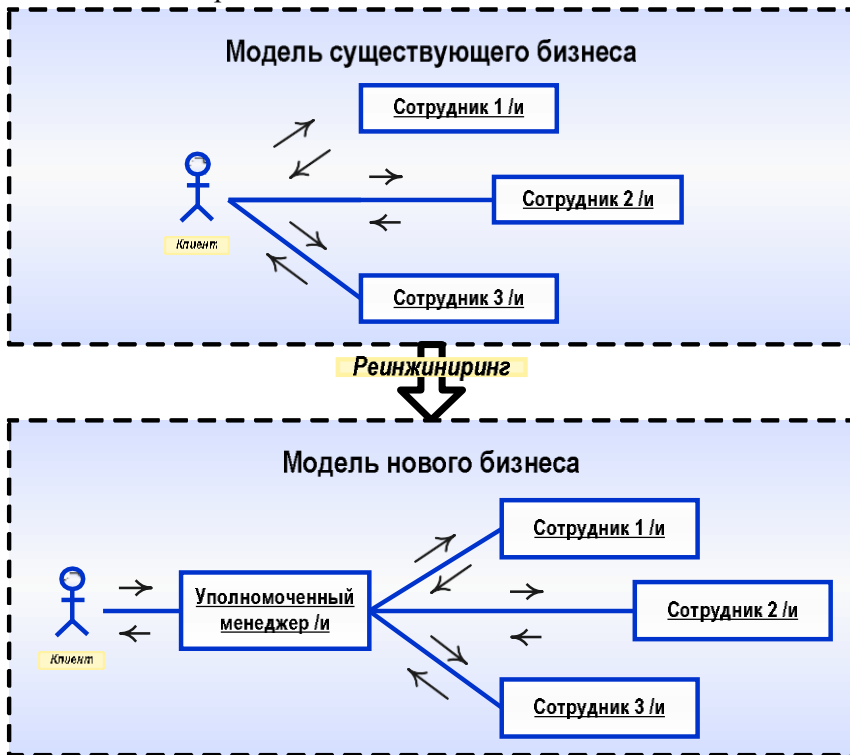 Модель существующего бизнеса
Сотрудник 1 /и
Сотрудник 2 /и
Клиент
Сотрудник 3 /и
Реинжиниринг
Модель нового бизнеса
Сотрудник 1 /и
Уполномоченный
менеджер /и
Сотрудник 2 /и
Клиент
Сотрудник 3 /и